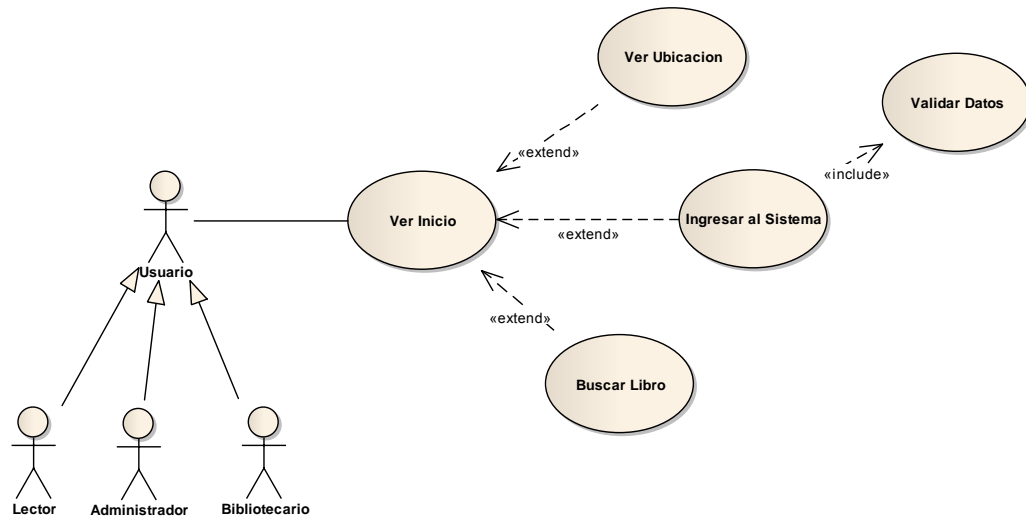 Ver Ubicacion
Validar Datos
«extend»
«include»
Ver Inicio
Ingresar al Sistema
«extend»
Usuario
«extend»
Buscar Libro
Lector
Administrador
Bibliotecario